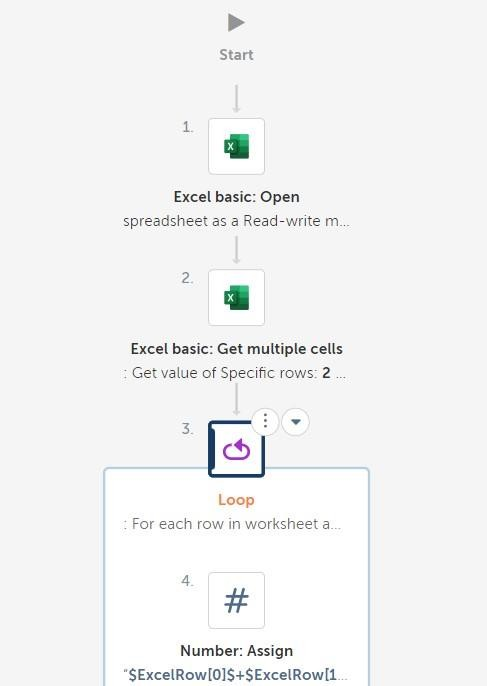 Start
1.
Excel basic: Open
spreadsheet as a Read-write m...
2.
Excel basic: Get multiple cells
: Get value of Specific rows: 2 ...
3.
Loop
: For each row in worksheet a...
4.
Number: Assign
"$ExcelRow[0]$+$ExcelRow[1...